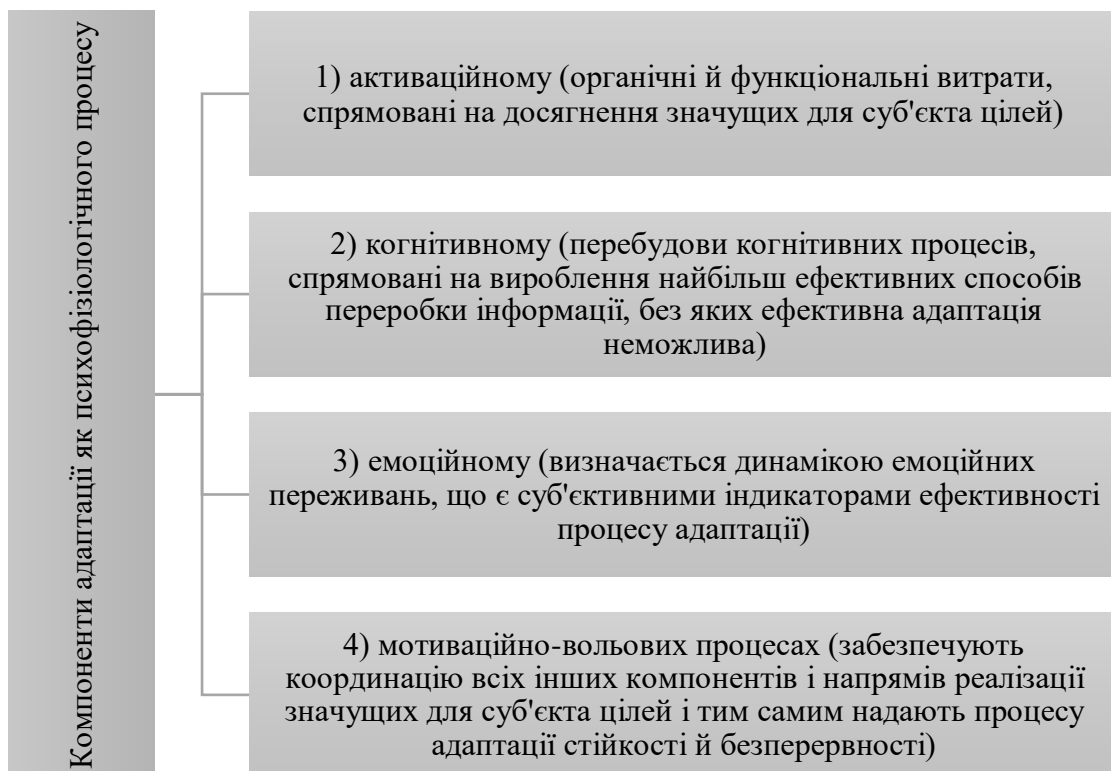 Компоненти адаптації як психофізіологічного процесу
1) активаційному (органічні й функціональні витрати,
спрямовані на досягнення значущих для суб'єкта цілей)
2) когнітивному (перебудови когнітивних процесів,
спрямовані на вироблення найбільш ефективних способів
переробки інформації, без яких ефективна адаптація
неможлива)
3) емоційному (визначається динамікою емоційних
переживань, що є суб'єктивними індикаторами ефективності
процесу адаптації)
4) мотиваційно-вольових процесах (забезпечують
координацію всіх інших компонентів і напрямів реалізації
значущих для суб'єкта цілей і тим самим надають процесу
адаптації стійкості й безперервності)